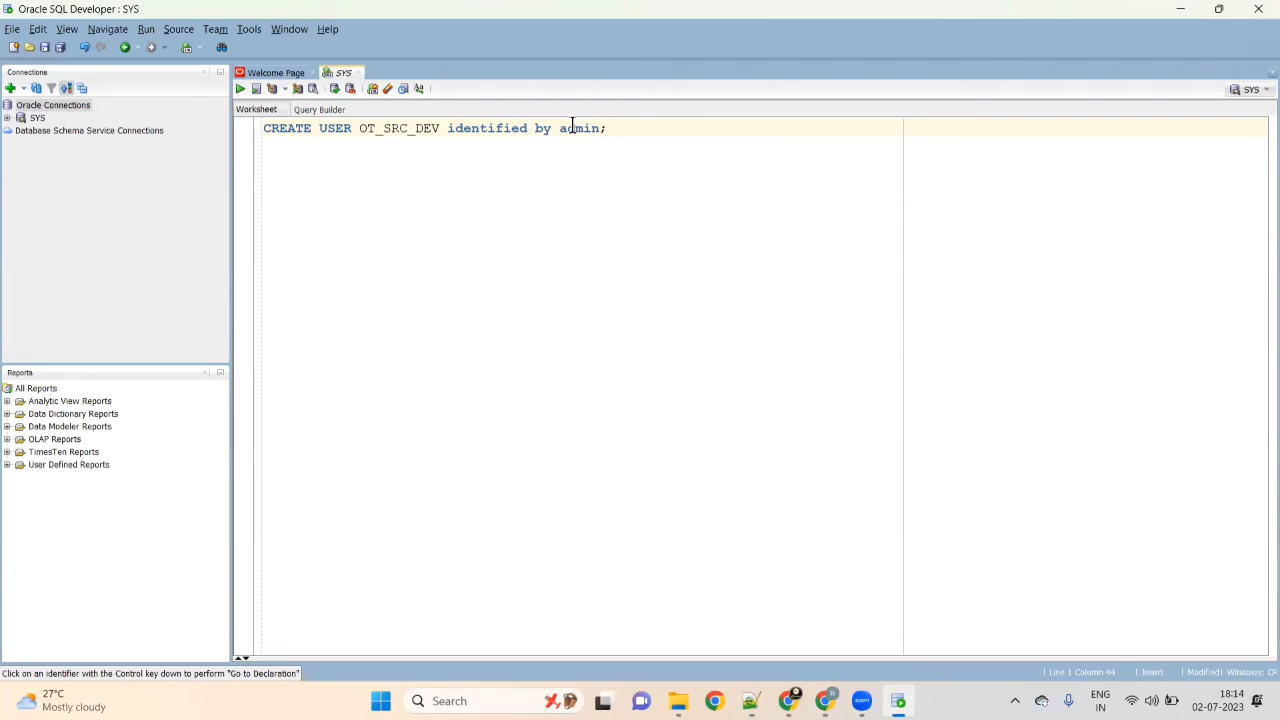 Oracle SQL Developer : SYS
File Edit View Navigate Run Source Team Tools Window Help
Connections
Oracle Connections
SYS
Database Schema Service Connections
Welcome Page
SYS
SYS
Worksheet Query Builder
CREATE USER OT_SRC_DEV identified by admin;
Reports
All Reports
Analytic View Reports
Data Dictionary Reports
Data Modeler Reports
OLAP Reports
TimesTen Reports
User Defined Reports
Click on an identifier with the Control key down to perform "Go to Declaration"
Line 1 Column 44 Insert Modified Windows: CF
27°C
Mostly cloudy
Search
zoom
ENG
IN
18:14
02-07-2023